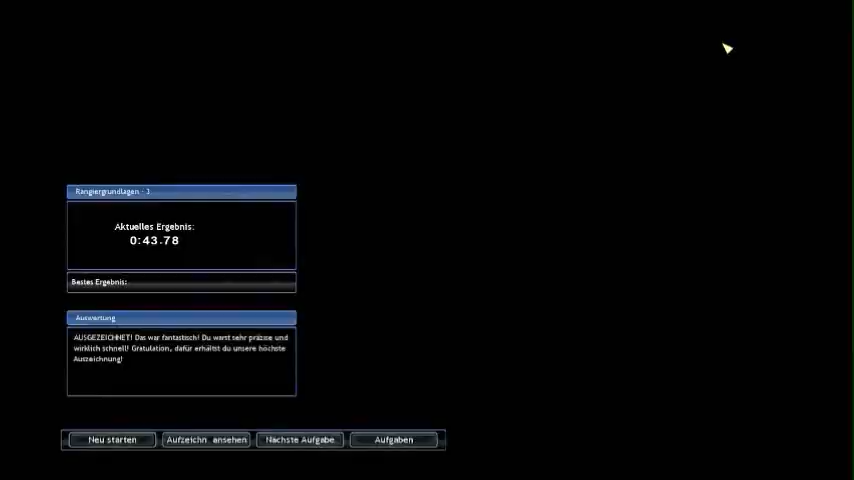 Rangiergrundlagen - 3
Aktuelles Ergebnis:
0:43.78
Bestes Ergebnis:
Auswertung
AUSGEZEICHNET! Das war fantastisch! Du warst sehr präzise und
wirklich schnell! Gratulation, dafür erhältst du unsere höchste
Auszeichnung!
Neu starten
Aufzeichn. ansehen
Nächste Aufgabe
Aufgaben